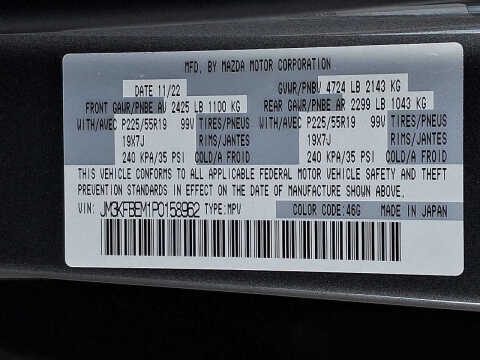 MFD. BY MAZDA MOTOR CORPORATION
DATE 11/22 GVWR/PNBV 4724 LB 2143 KG
FRONT GAWR/PNBE AV 2425 LB 1100 KG REAR GAWR/PNBE AR 2299 LB 1043 KG
WITH/AVEC P225/55R19 99V TIRES/PNEUS WITH/AVEC P225/55R19 99V TIRES/PNEUS
19X7J RIMS/JANTES 19X7J RIMS/JANTES
240 KPA/35 PSI COLD/A FROID 240 KPA/35 PSI COLD/A FROID
THIS VEHICLE CONFORMS TO ALL APPLICABLE FEDERAL MOTOR VEHICLE SAFETY AND THEFT
PREVENTION STANDARDS IN EFFECT ON THE DATE OF MANUFACTURE SHOWN ABOVE.
VIN: JM3KFBEM1P0158962 TYPE:MPV COLOR CODE:46G MADE IN JAPAN